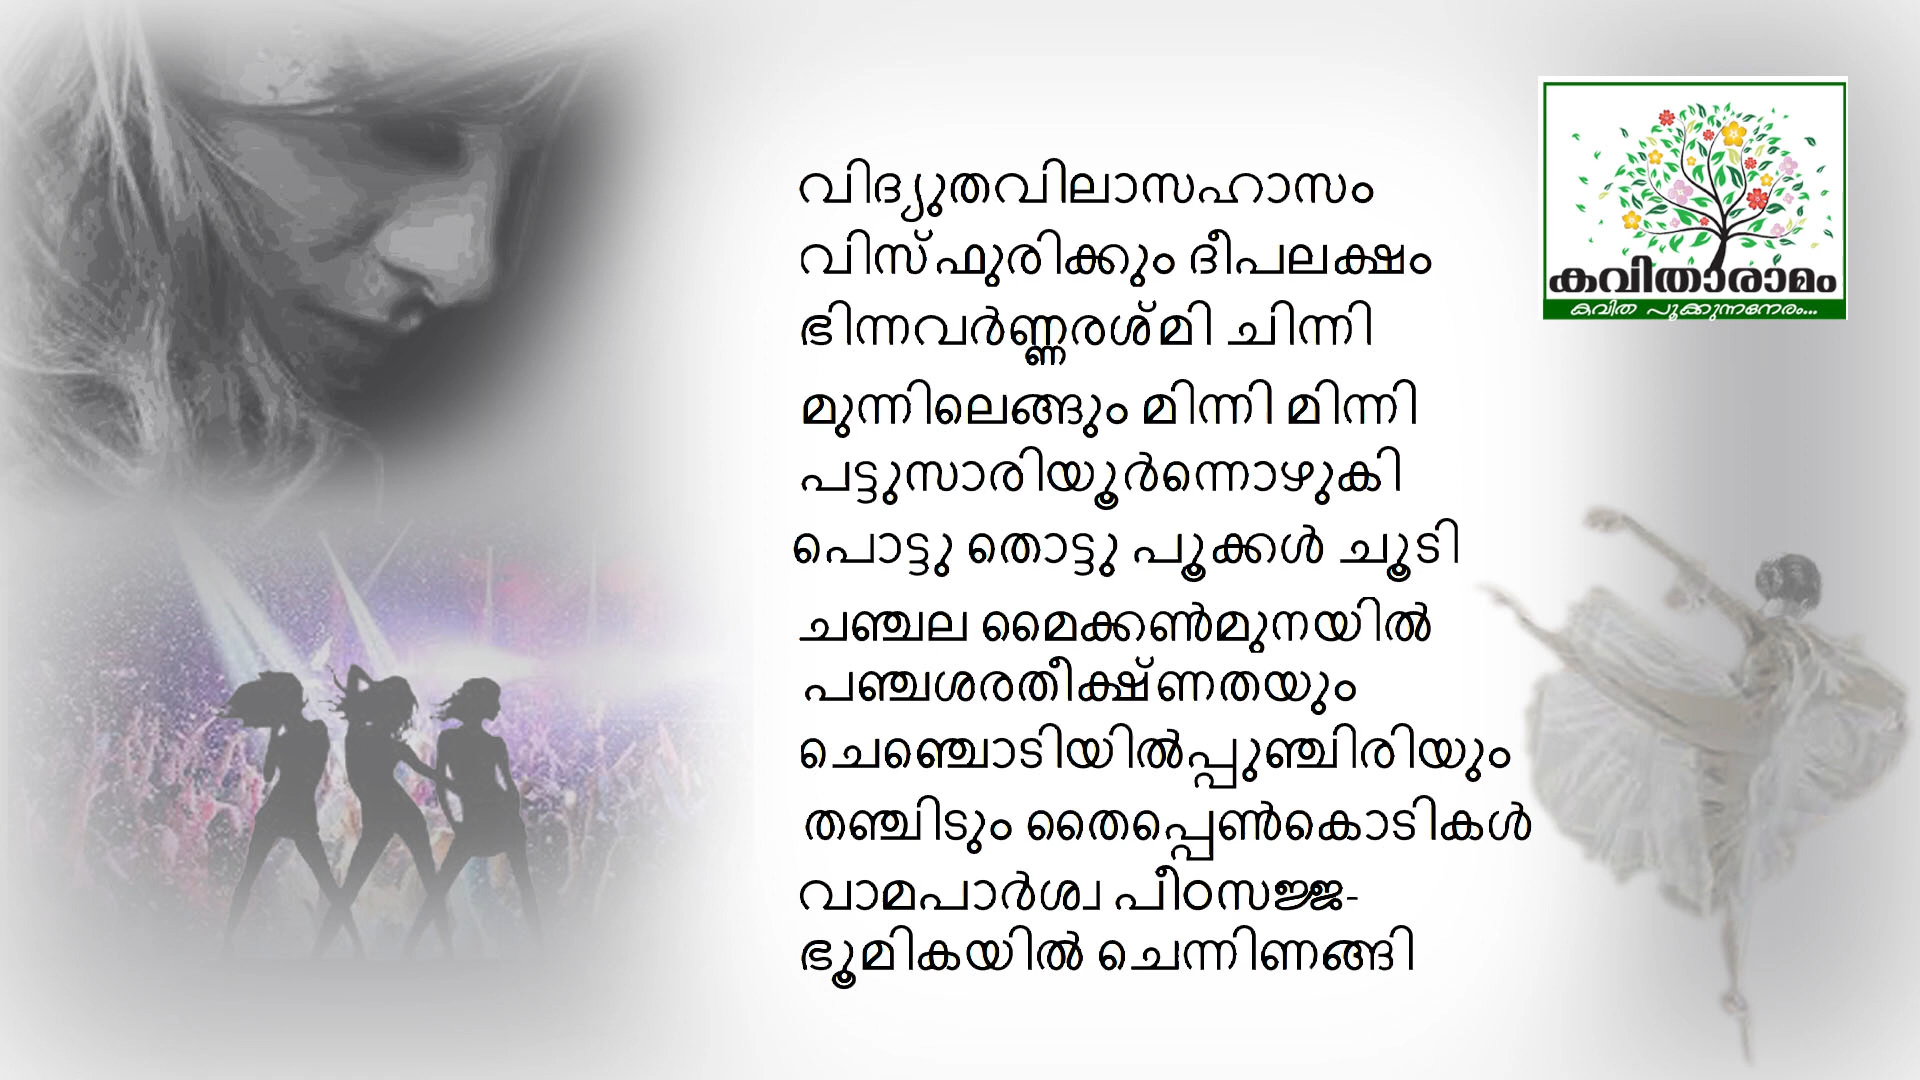 വിദ്യുതവിലാസഹാസം
വിസ്ഫുരിക്കും ദീപലക്ഷം
ഭിന്നവർണ്ണരശ്മി ചിന്നി
മുന്നിലെങ്ങും മിന്നി മിന്നി
പട്ടുസാരിയൂർന്നൊഴുകി
പൊട്ടു തൊട്ടു പൂക്കൾ ചൂടി
ചഞ്ചല മൈക്കൺമുനയിൽ
പഞ്ചശരതീക്ഷ്ണതയും
ചെഞ്ചൊടിയിൽപ്പുഞ്ചിരിയും
തഞ്ചിടും തൈപ്പെൺകൊടികൾ
വാമപാർശ്വ പീഠസജ്ജ-
ഭൂമികയിൽ ചെന്നിണങ്ങി
കവിതാരാമം
കവിത പൂക്കുന്നനേരം...